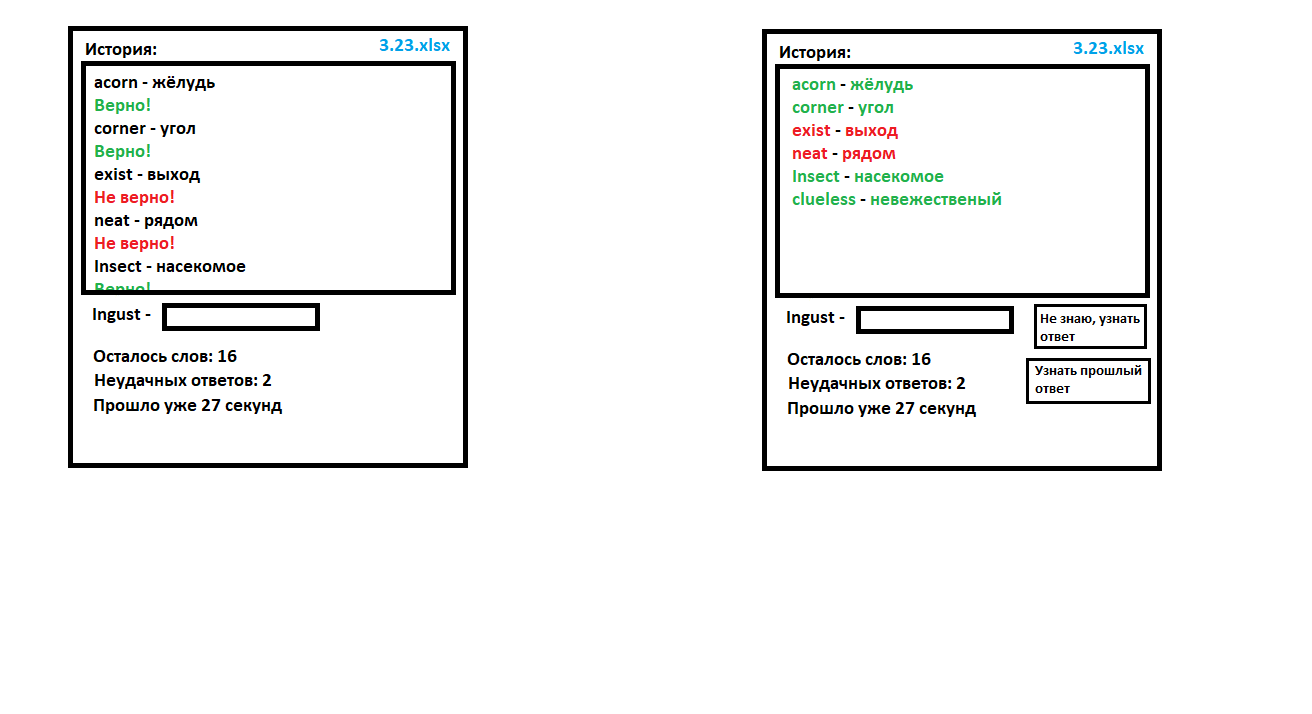 История:
3.23.xlsx
acorn - жёлудь
Верно!
corner - угол
Верно!
exist - выход
Не верно!
neat - рядом
Не верно!
Insect - насекомое
Верно!
Ingust -
Осталось слов: 16
Неудачных ответов: 2
Прошло уже 27 секунд
История:
3.23.xlsx
acorn - жёлудь
corner - угол
exist - выход
neat - рядом
Insect - насекомое
clueless - невежественый
Ingust -
Не знаю, узнать
ответ
Осталось слов: 16
Неудачных ответов: 2
Прошло уже 27 секунд
Узнать прошлый
ответ